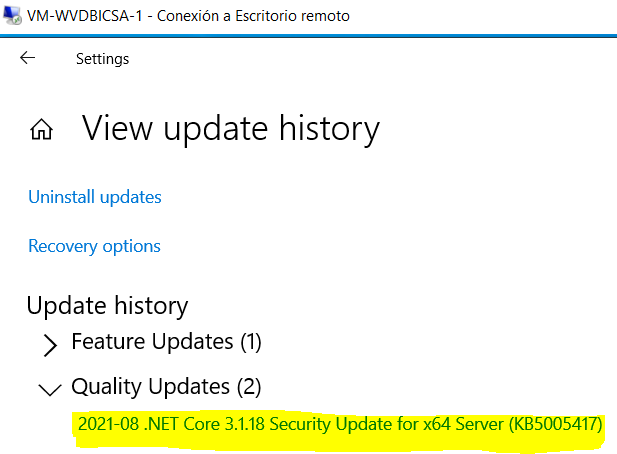 VM-WVDBICSA-1 - Conexión a Escritorio remoto
Settings
View update history
Uninstall updates
Recovery options
Update history
Feature Updates (1)
Quality Updates (2)
2021-08 .NET Core 3.1.18 Security Update for x64 Server (KB5005417)